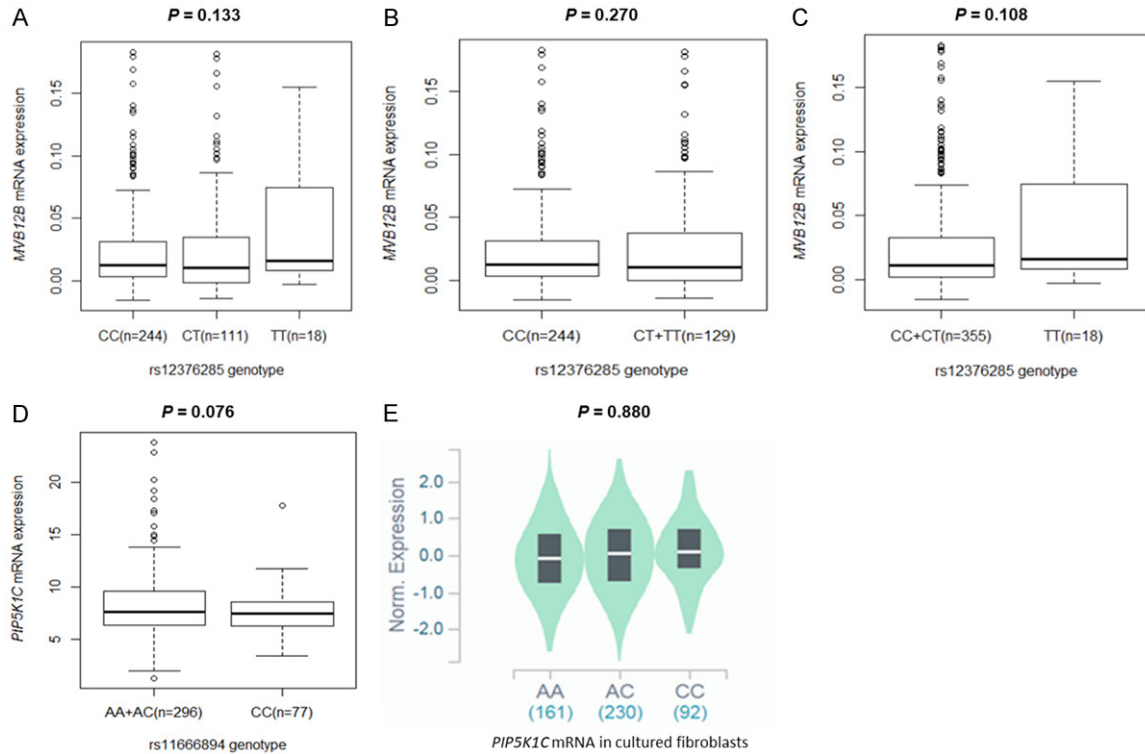 A
P = 0.133
MVB12B mRNA expression
0.15
0.10
0.05
0.00
CC(n=244) CT(n=111) TT(n=18)
rs12376285 genotype
B
P = 0.270
MVB12B mRNA expression
0.15
0.10
0.05
0.00
CC(n=244) CT+TT(n=129)
rs12376285 genotype
C
P = 0.108
MVB12B mRNA expression
0.15
0.10
0.05
0.00
CC+CT(n=355) TT(n=18)
rs12376285 genotype
D
P = 0.076
PIP5K1C mRNA expression
20
15
10
5
AA+AC(n=296) CC(n=77)
rs11666894 genotype
E
P = 0.880
Norm. Expression
2.0
1.0
0.0
-1.0
-2.0
AA AC CC
(161) (230) (92)
PIP5K1C mRNA in cultured fibroblasts